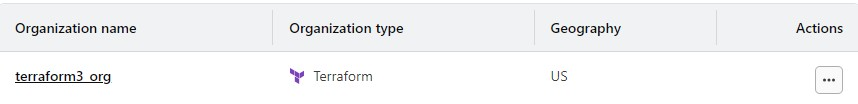 Organization name Organization type Geography Actions
terraform3_org Terraform US ...